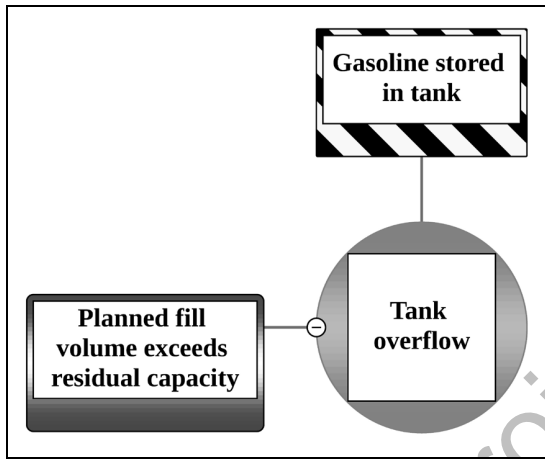 Gasoline stored
in tank
Planned fill
volume exceeds
residual capacity
−
Tank
overflow